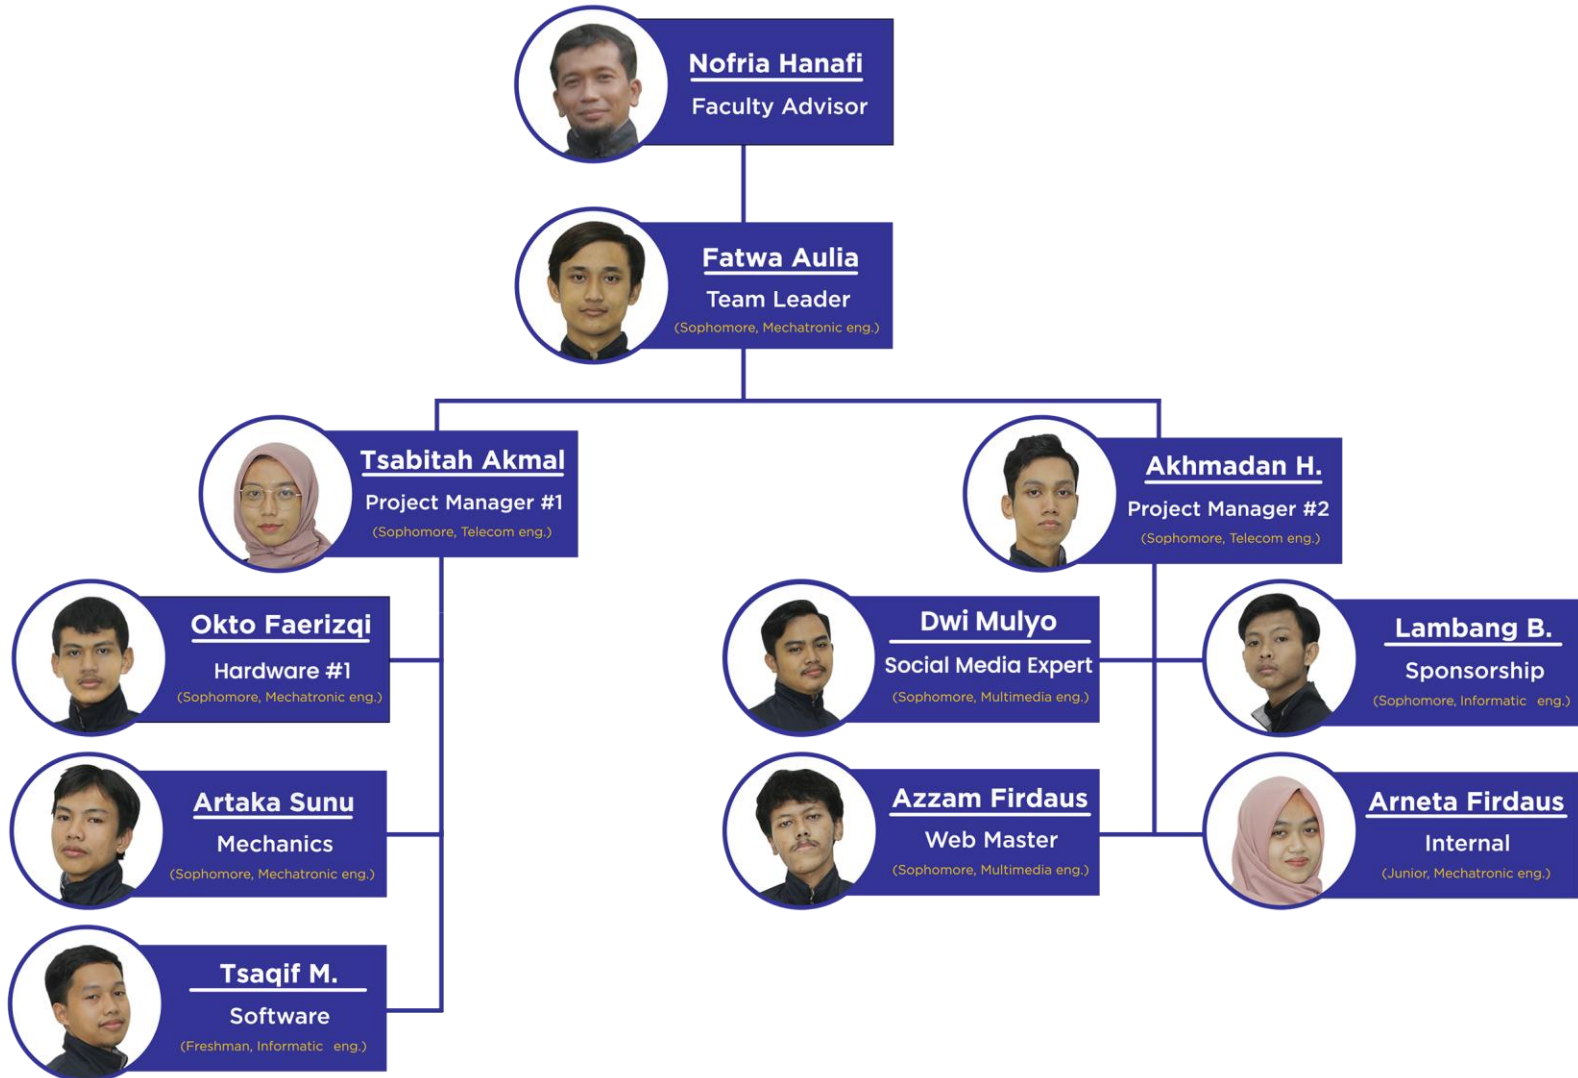 Nofria Hanafi
Faculty Advisor
Fatwa Aulia
Team Leader
(Sophomore, Mechatronic eng.)
Tsabitah Akmal
Project Manager #1
(Sophomore, Telecom eng.)
Akhmadan H.
Project Manager #2
(Sophomore, Telecom eng.)
Okto Faerizqi
Hardware #1
(Sophomore, Mechatronic eng.)
Dwi Mulyo
Social Media Expert
(Sophomore, Multimedia eng.)
Lambang B.
Sponsorship
(Sophomore, Informatic eng.)
Artaka Sunu
Mechanics
(Sophomore, Mechatronic eng.)
Azzam Firdaus
Web Master
(Sophomore, Multimedia eng.)
Arneta Firdaus
Internal
(Junior, Mechatronic eng.)
Tsaqif M.
Software
(Freshman, Informatic eng.)